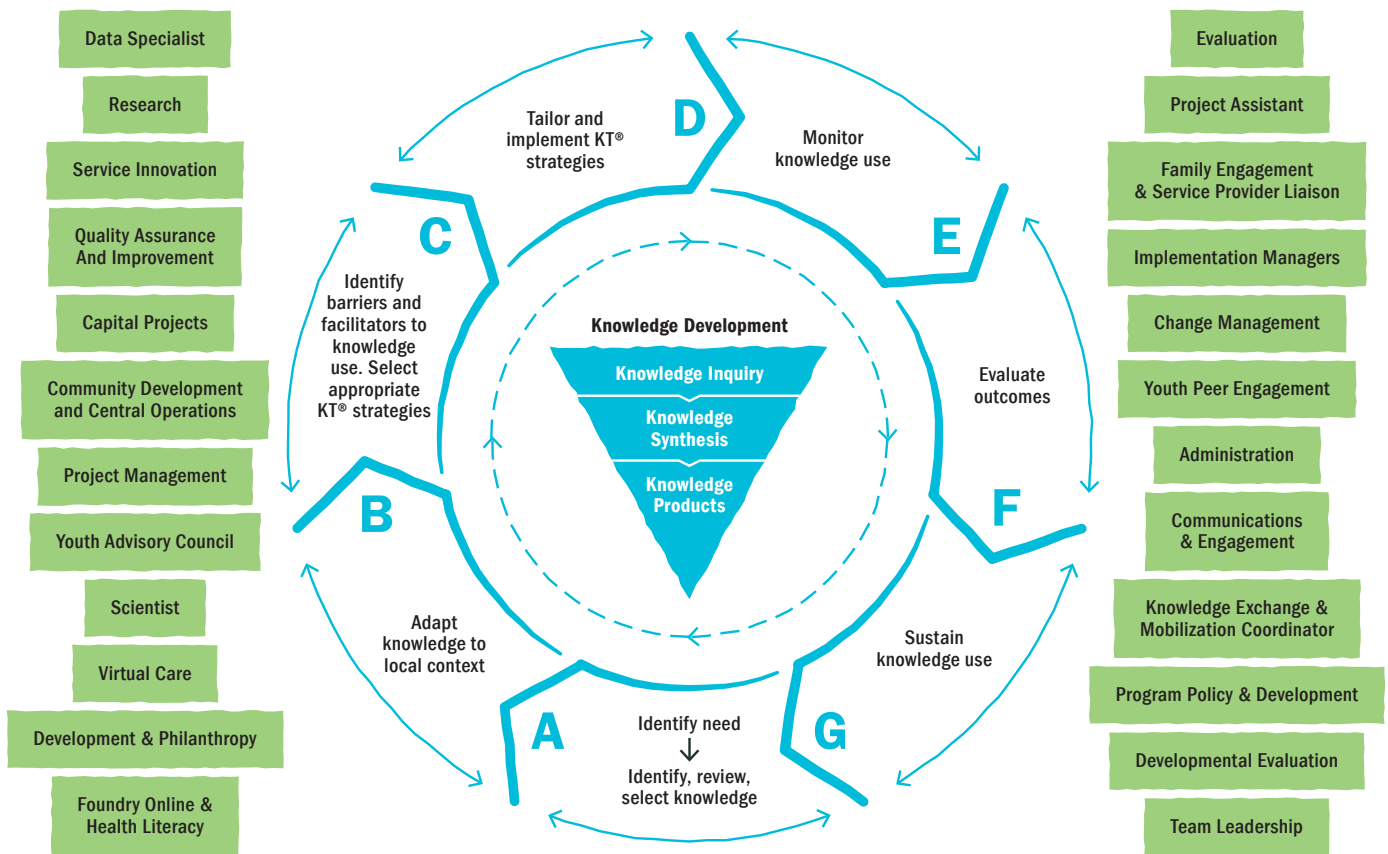 Data Specialist
Research
Service Innovation
Quality Assurance
And Improvement
Capital Projects
Community Development
and Central Operations
Project Management
Youth Advisory Council
Scientist
Virtual Care
Development & Philanthropy
Foundry Online &
Health Literacy
D
Tailor and
implement KT®
strategies
Monitor
knowledge use
C
E
Identify
barriers and
facilitators to
knowledge
use. Select
appropriate
KT® strategies
Knowledge Development
Knowledge Inquiry
Knowledge
Synthesis
Knowledge
Products
Evaluate
outcomes
B
F
Adapt
knowledge to
local context
Sustain
knowledge use
A
Identify need
Identify, review,
select knowledge
G
Evaluation
Project Assistant
Family Engagement
& Service Provider Liaison
Implementation Managers
Change Management
Youth Peer Engagement
Administration
Communications
& Engagement
Knowledge Exchange &
Mobilization Coordinator
Program Policy & Development
Developmental Evaluation
Team Leadership